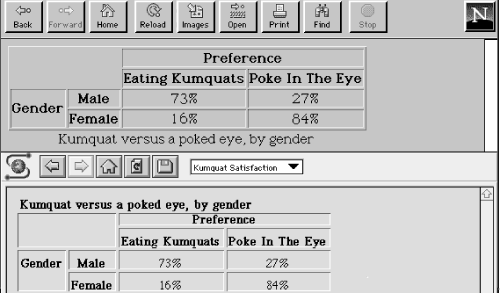 Back Forward Home Reload Images Open Print Find Stop N
Preference
Eating Kumquats Poke In The Eye
Gender Male 73% 27%
Female 16% 84%
Kumquat versus a poked eye, by gender
Kumquat Satisfaction
Kumquat versus a poked eye, by gender
Preference
Eating Kumquats Poke In The Eye
Gender Male 73% 27%
Female 16% 84%